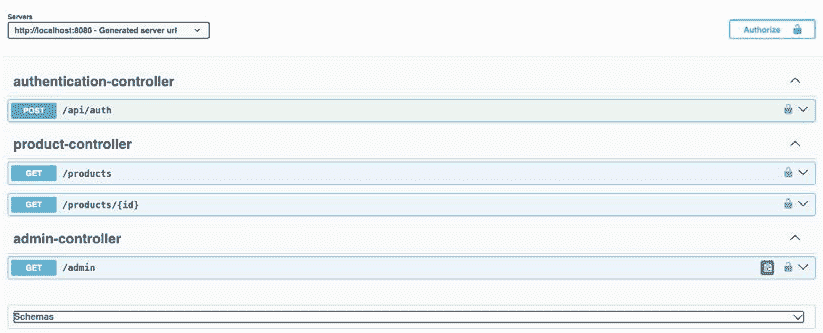 Servers
http://localhost:8080 - Generated server url
Authorize
authentication-controller
POST /api/auth
product-controller
GET /products
GET /products/{id}
admin-controller
GET /admin
Schemas